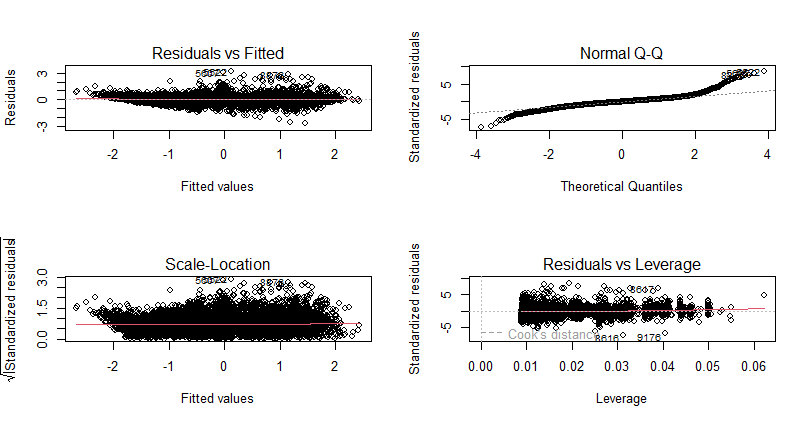 Residuals vs Fitted
Residuals
3
0
-3
-2
-1
0
1
2
Fitted values
Normal Q-Q
Standardized residuals
5
-5
-4
-2
0
2
4
Theoretical Quantiles
Scale-Location
√|Standardized residuals|
3.0
1.5
0.0
-2
-1
0
1
2
Fitted values
Residuals vs Leverage
Standardized residuals
5
-5
Cook's distance
9176
0.00
0.01
0.02
0.03
0.04
0.05
0.06
Leverage